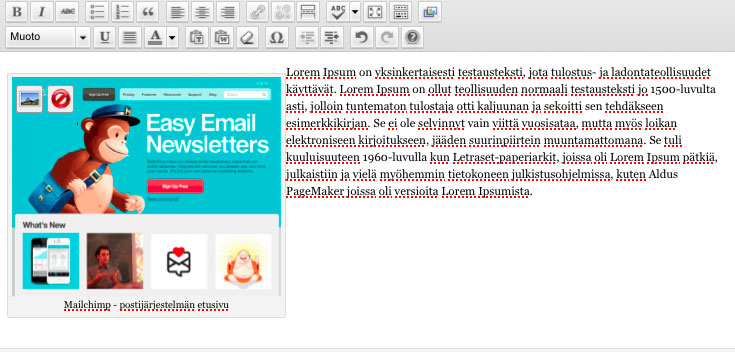 B I ABC ABC
Muoto U A T W Ω
Lorem Ipsum on yksinkertaisesti testausteksti, jota tulostus- ja ladontateollisuudet
käyttävät. Lorem Ipsum on ollut teollisuuden normaali testausteksti jo 1500-luvulta
asti, jolloin tuntematon tulostaja otti kaljuunan ja sekoitti sen tehdäkseen
esimerkkikirjan. Se ei ole selvinnyt vain viittä vuosisataa, mutta myös loikan
elektroniseen kirjoitukseen, jääden suurinpiirtein muuntamattomana. Se tuli
kuuluisuuteen 1960-luvulla kun Letraset-paperiarkit, joissa oli Lorem Ipsum pätkiä,
julkaistiin ja vielä myöhemmin tietokoneen julkistusohjelmissa, kuten Aldus
PageMaker joissa oli versioita Lorem Ipsumista.
Sign Up Free Pricing Features Resources Support Blog
Easy Email
Newsletters
Sign Up Free
What's New
Mailchimp - postijärjestelmän etusivu